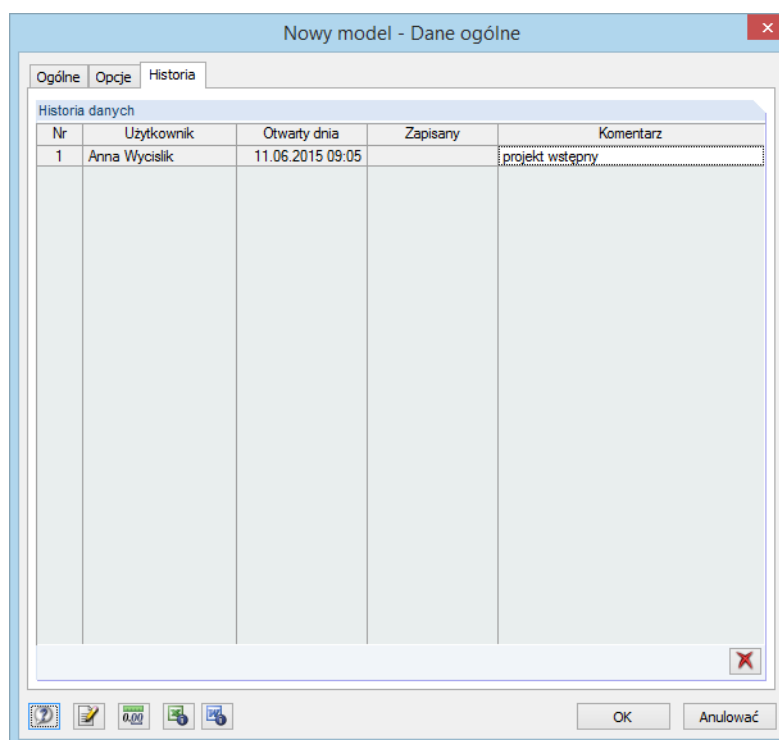 Nowy model - Dane ogólne
Ogólne Opcje Historia
Historia danych
Nr Użytkownik Otwarty dnia Zapisany Komentarz
1 Anna Wycislik 11.06.2015 09:05 projekt wstępny
0,00 OK Anulować